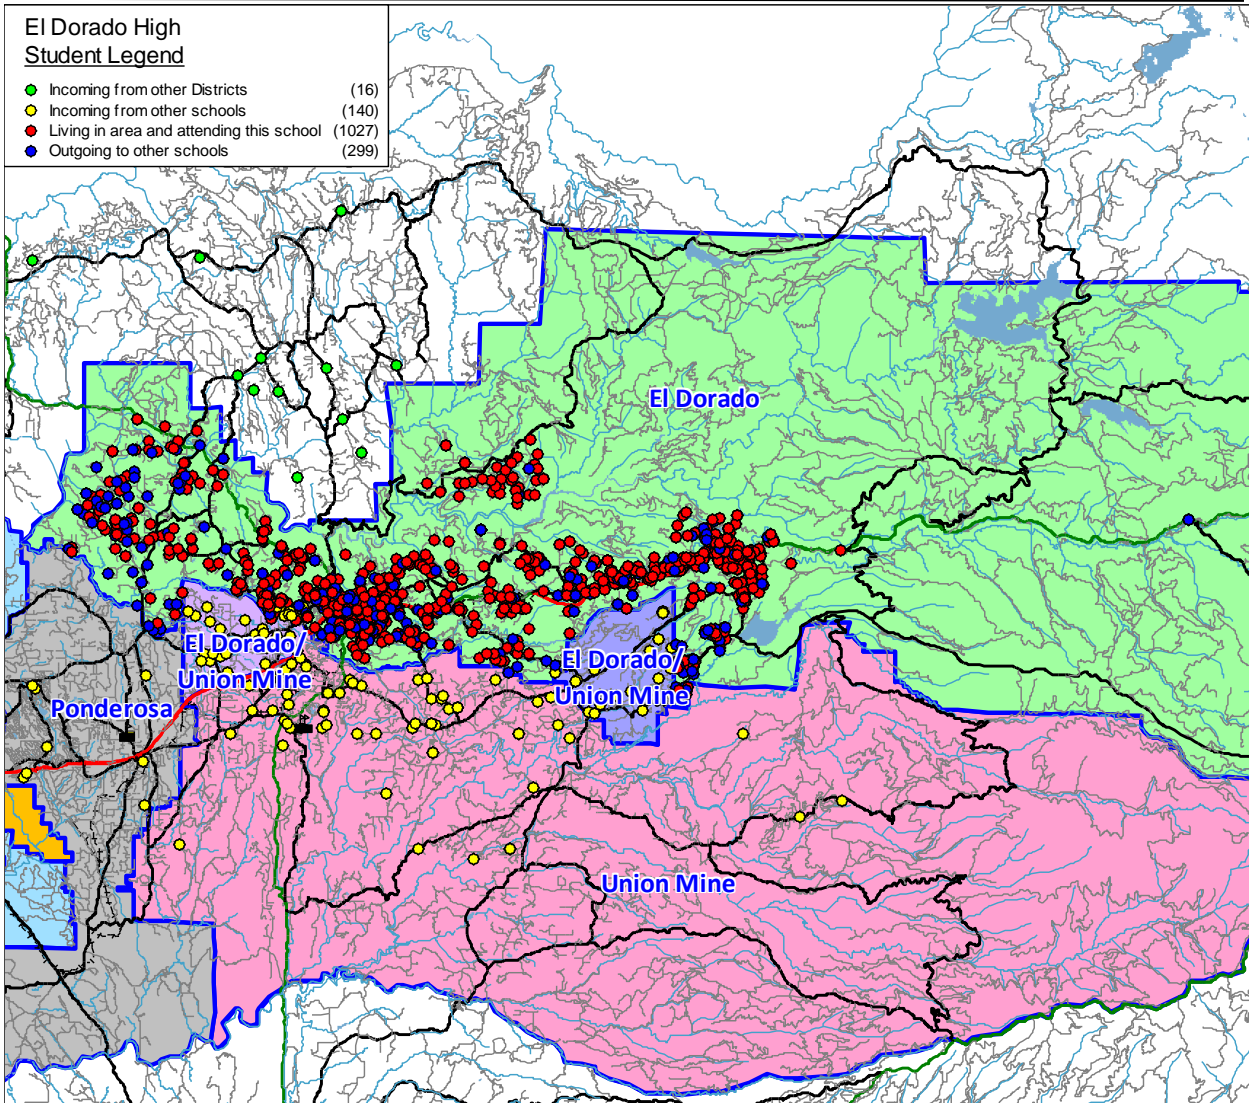 El Dorado High
Student Legend
Incoming from other Districts (16)
Incoming from other schools (140)
Living in area and attending this school (1027)
Outgoing to other schools (299)
El Dorado
El Dorado/
Union Mine
El Dorado/
Union Mine
Ponderosa
Union Mine